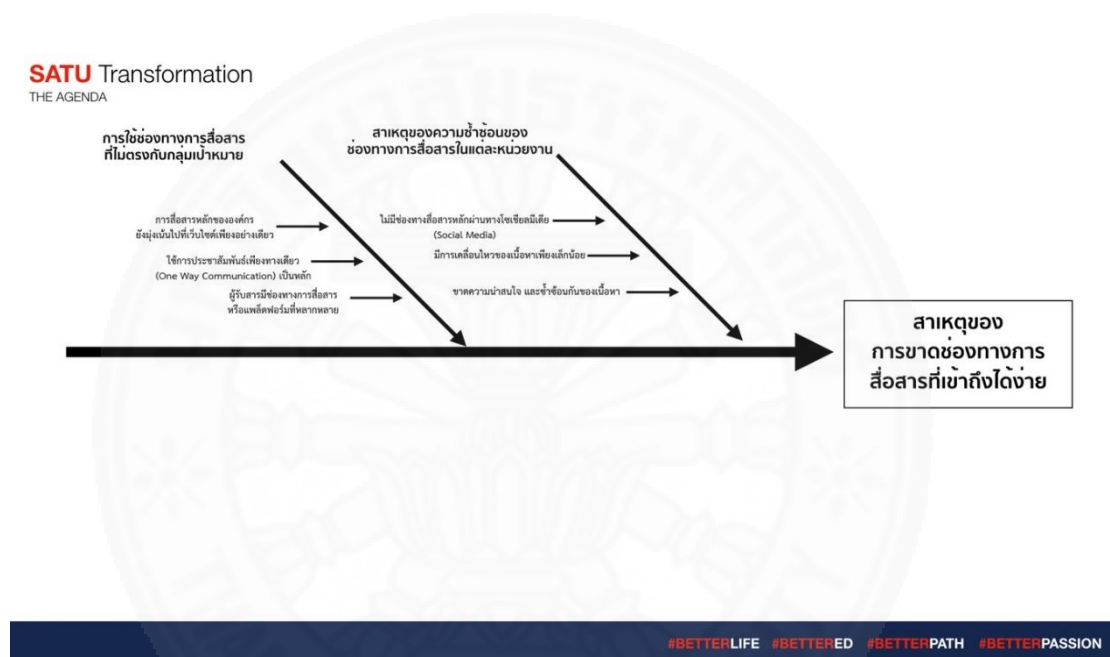 SATU Transformation
THE AGENDA
การใช้ช่องทางการสื่อสาร
ที่ไม่ตรงกับกลุ่มเป้าหมาย
การสื่อสารหลักขององค์กร
ยังมุ่งเน้นไปที่เว็บไซต์เพียงอย่างเดียว
ใช้การประชาสัมพันธ์เพียงทางเดียว
(One Way Communication) เป็นหลัก
ผู้รับสารมีช่องทางการสื่อสาร
หรือแพล็ตฟอร์มที่หลากหลาย
สาเหตุของความซ้ำซ้อนของ
ช่องทางการสื่อสารในแต่ละหน่วยงาน
ไม่มีช่องทางสื่อสารหลักผ่านทางโซเชียลมีเดีย
(Social Media)
มีการเคลื่อนไหวของเนื้อหาเพียงเล็กน้อย
ขาดความน่าสนใจ และซ้ำซ้อนกันของเนื้อหา
สาเหตุของ
การขาดช่องทางการ
สื่อสารที่เข้าถึงได้ง่าย
#BETTERLIFE #BETTERED #BETTERPATH #BETTERPASSION